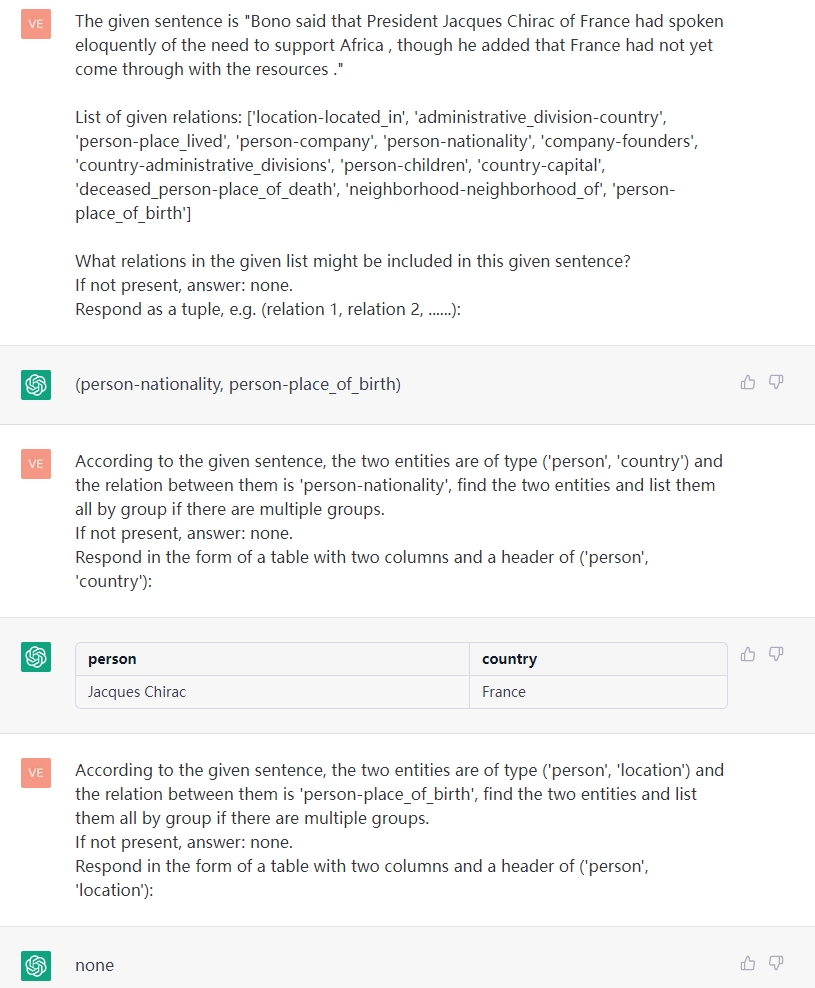 VE
The given sentence is "Bono said that President Jacques Chirac of France had spoken
eloquently of the need to support Africa , though he added that France had not yet
come through with the resources ."
List of given relations: ['location-located_in', 'administrative_division-country',
'person-place_lived', 'person-company', 'person-nationality', 'company-founders',
'country-administrative_divisions', 'person-children', 'country-capital',
'deceased_person-place_of_death', 'neighborhood-neighborhood_of', 'person-
place_of_birth']
What relations in the given list might be included in this given sentence?
If not present, answer: none.
Respond as a tuple, e.g. (relation 1, relation 2, ......):
(person-nationality, person-place_of_birth)
VE
According to the given sentence, the two entities are of type ('person', 'country') and
the relation between them is 'person-nationality', find the two entities and list them
all by group if there are multiple groups.
If not present, answer: none.
Respond in the form of a table with two columns and a header of ('person',
'country'):
person country
Jacques Chirac France
VE
According to the given sentence, the two entities are of type ('person', 'location') and
the relation between them is 'person-place_of_birth', find the two entities and list
them all by group if there are multiple groups.
If not present, answer: none.
Respond in the form of a table with two columns and a header of ('person',
'location'):
none